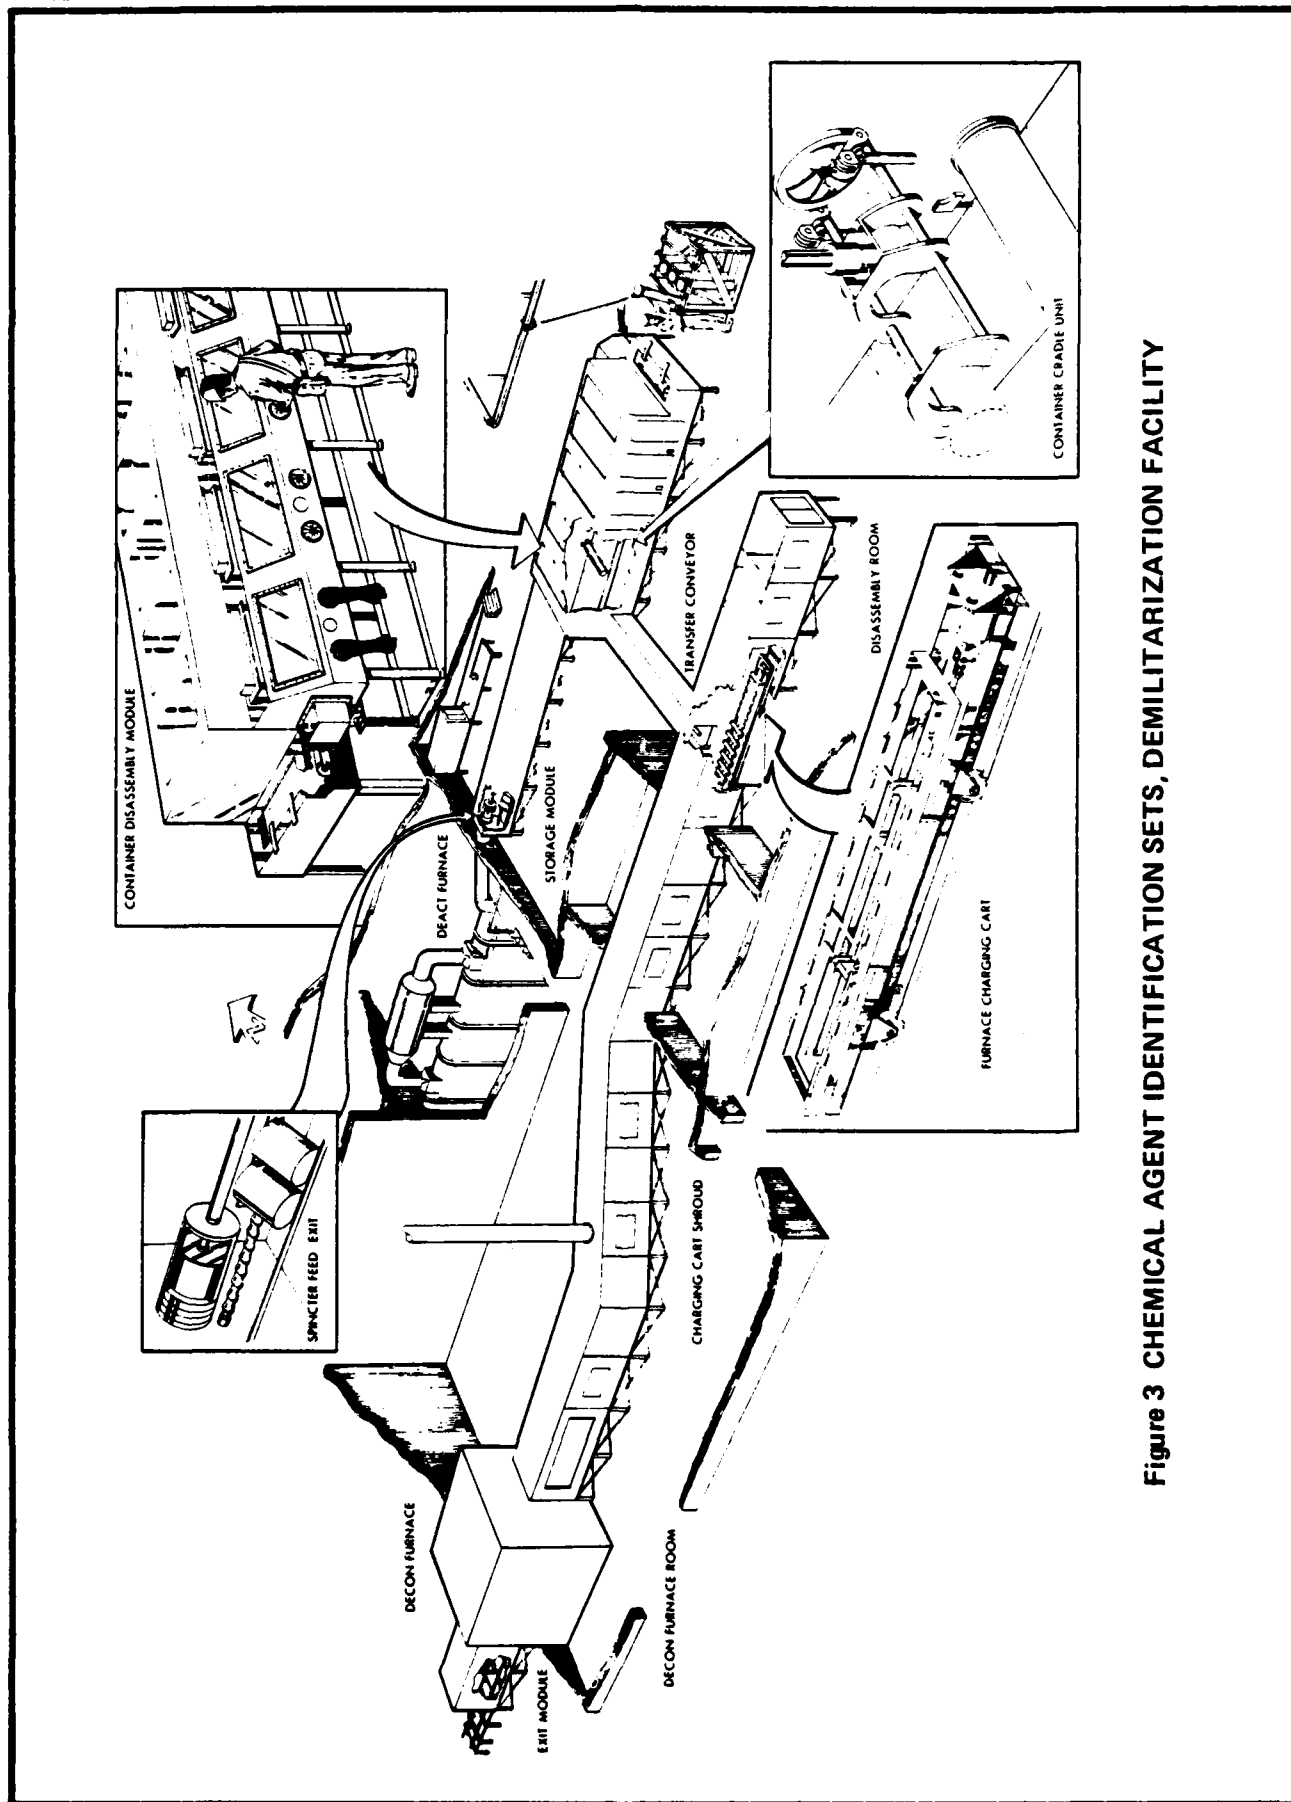 CONTAINER DISASSEMBLY MODULE
SPINCTER FEED EXIT
DEACT FURNACE
DECON FURNACE
STORAGE MODULE
EXIT MODULE
TRANSFER CONVEYOR
CHARGING CART SHROUD
DECON FURNACE ROOM
DISASSEMBLY ROOM
CONTAINER CRADLE UNIT
FURNACE CHARGING CART
Figure 3 CHEMICAL AGENT IDENTIFICATION SETS, DEMILITARIZATION FACILITY